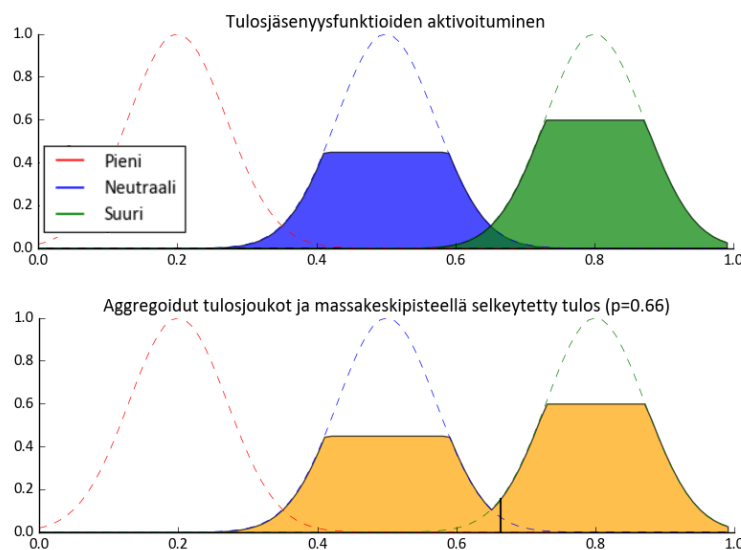 Tulosjäsenyysfunktioiden aktivoituminen
1.0
0.8
0.6
0.4
0.2
0.0
Pieni
Neutraali
Suuri
0.0 0.2 0.4 0.6 0.8 1.0
Aggregoidut tulosjoukot ja massakeskipisteellä selkeytetty tulos (p=0.66)
1.0
0.8
0.6
0.4
0.2
0.0
0.0 0.2 0.4 0.6 0.8 1.0